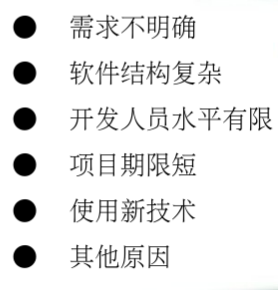 ● 需求不明确
● 软件结构复杂
● 开发人员水平有限
● 项目期限短
● 使用新技术
● 其他原因